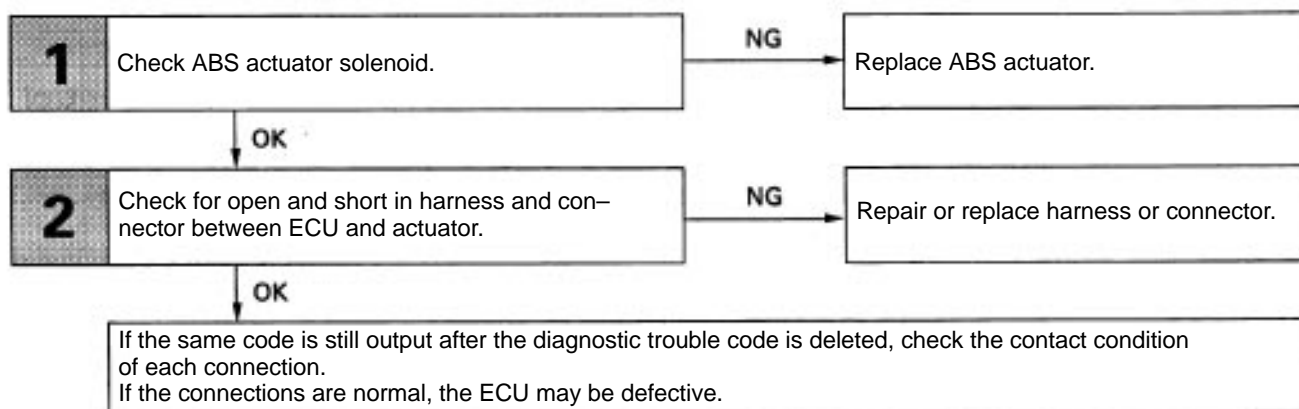 1
Check ABS actuator solenoid.
NG
Replace ABS actuator.
OK
2
Check for open and short in harness and con–
nector between ECU and actuator.
NG
Repair or replace harness or connector.
OK
If the same code is still output after the diagnostic trouble code is deleted, check the contact condition
of each connection.
If the connections are normal, the ECU may be defective.